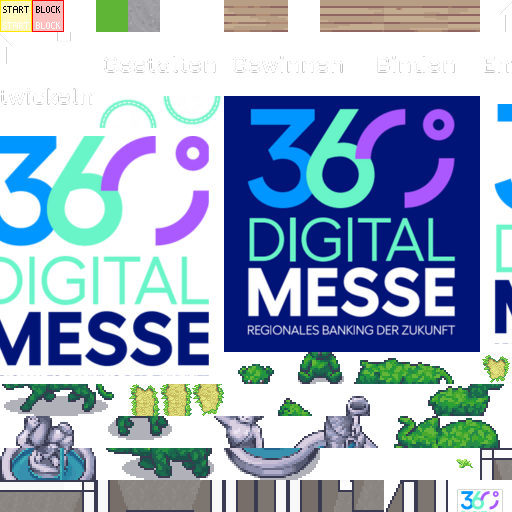 START BLOCK
START BLOCK
Gestalten Gewinnen Binden
twickeln
360°
DIGITAL
MESSE
360°
DIGITAL
MESSE
REGIONALES BANKING DER ZUKUNFT
360°